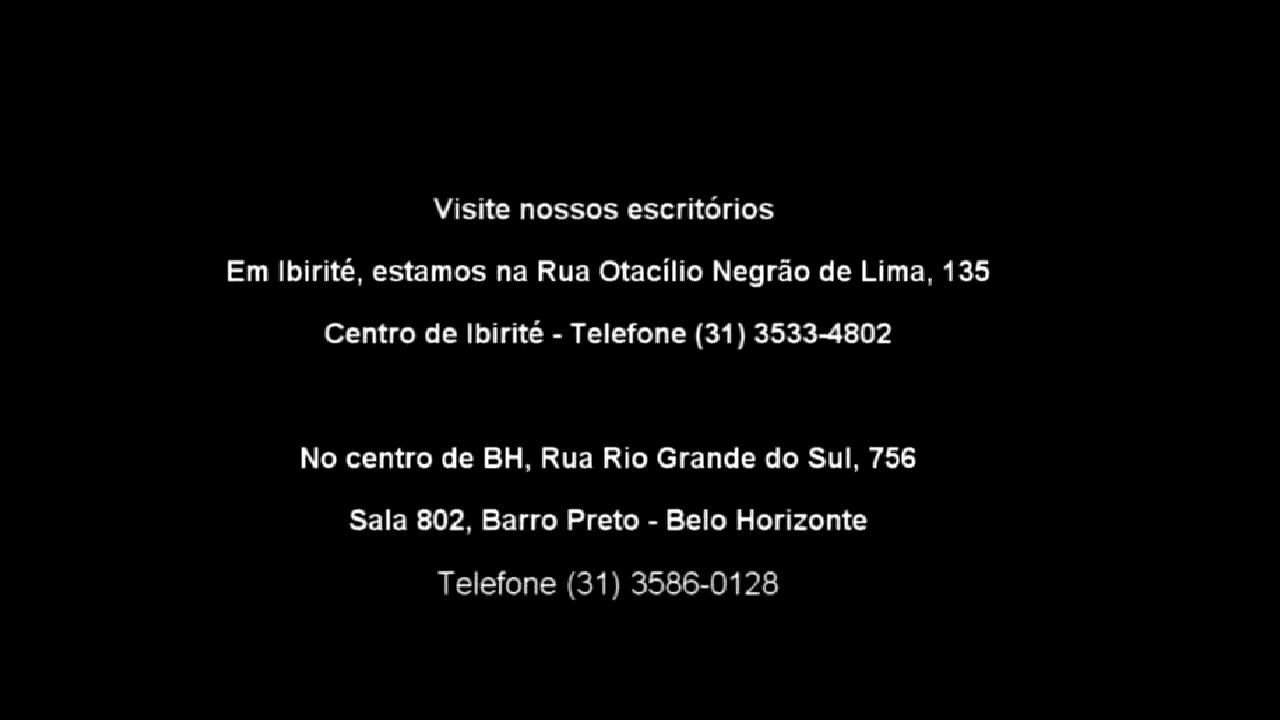 Visite nossos escritórios
Em Ibirité, estamos na Rua Otacílio Negrão de Lima, 135
Centro de Ibirité - Telefone (31) 3533-4802
No centro de BH, Rua Rio Grande do Sul, 756
Sala 802, Barro Preto - Belo Horizonte
Telefone (31) 3586-0128